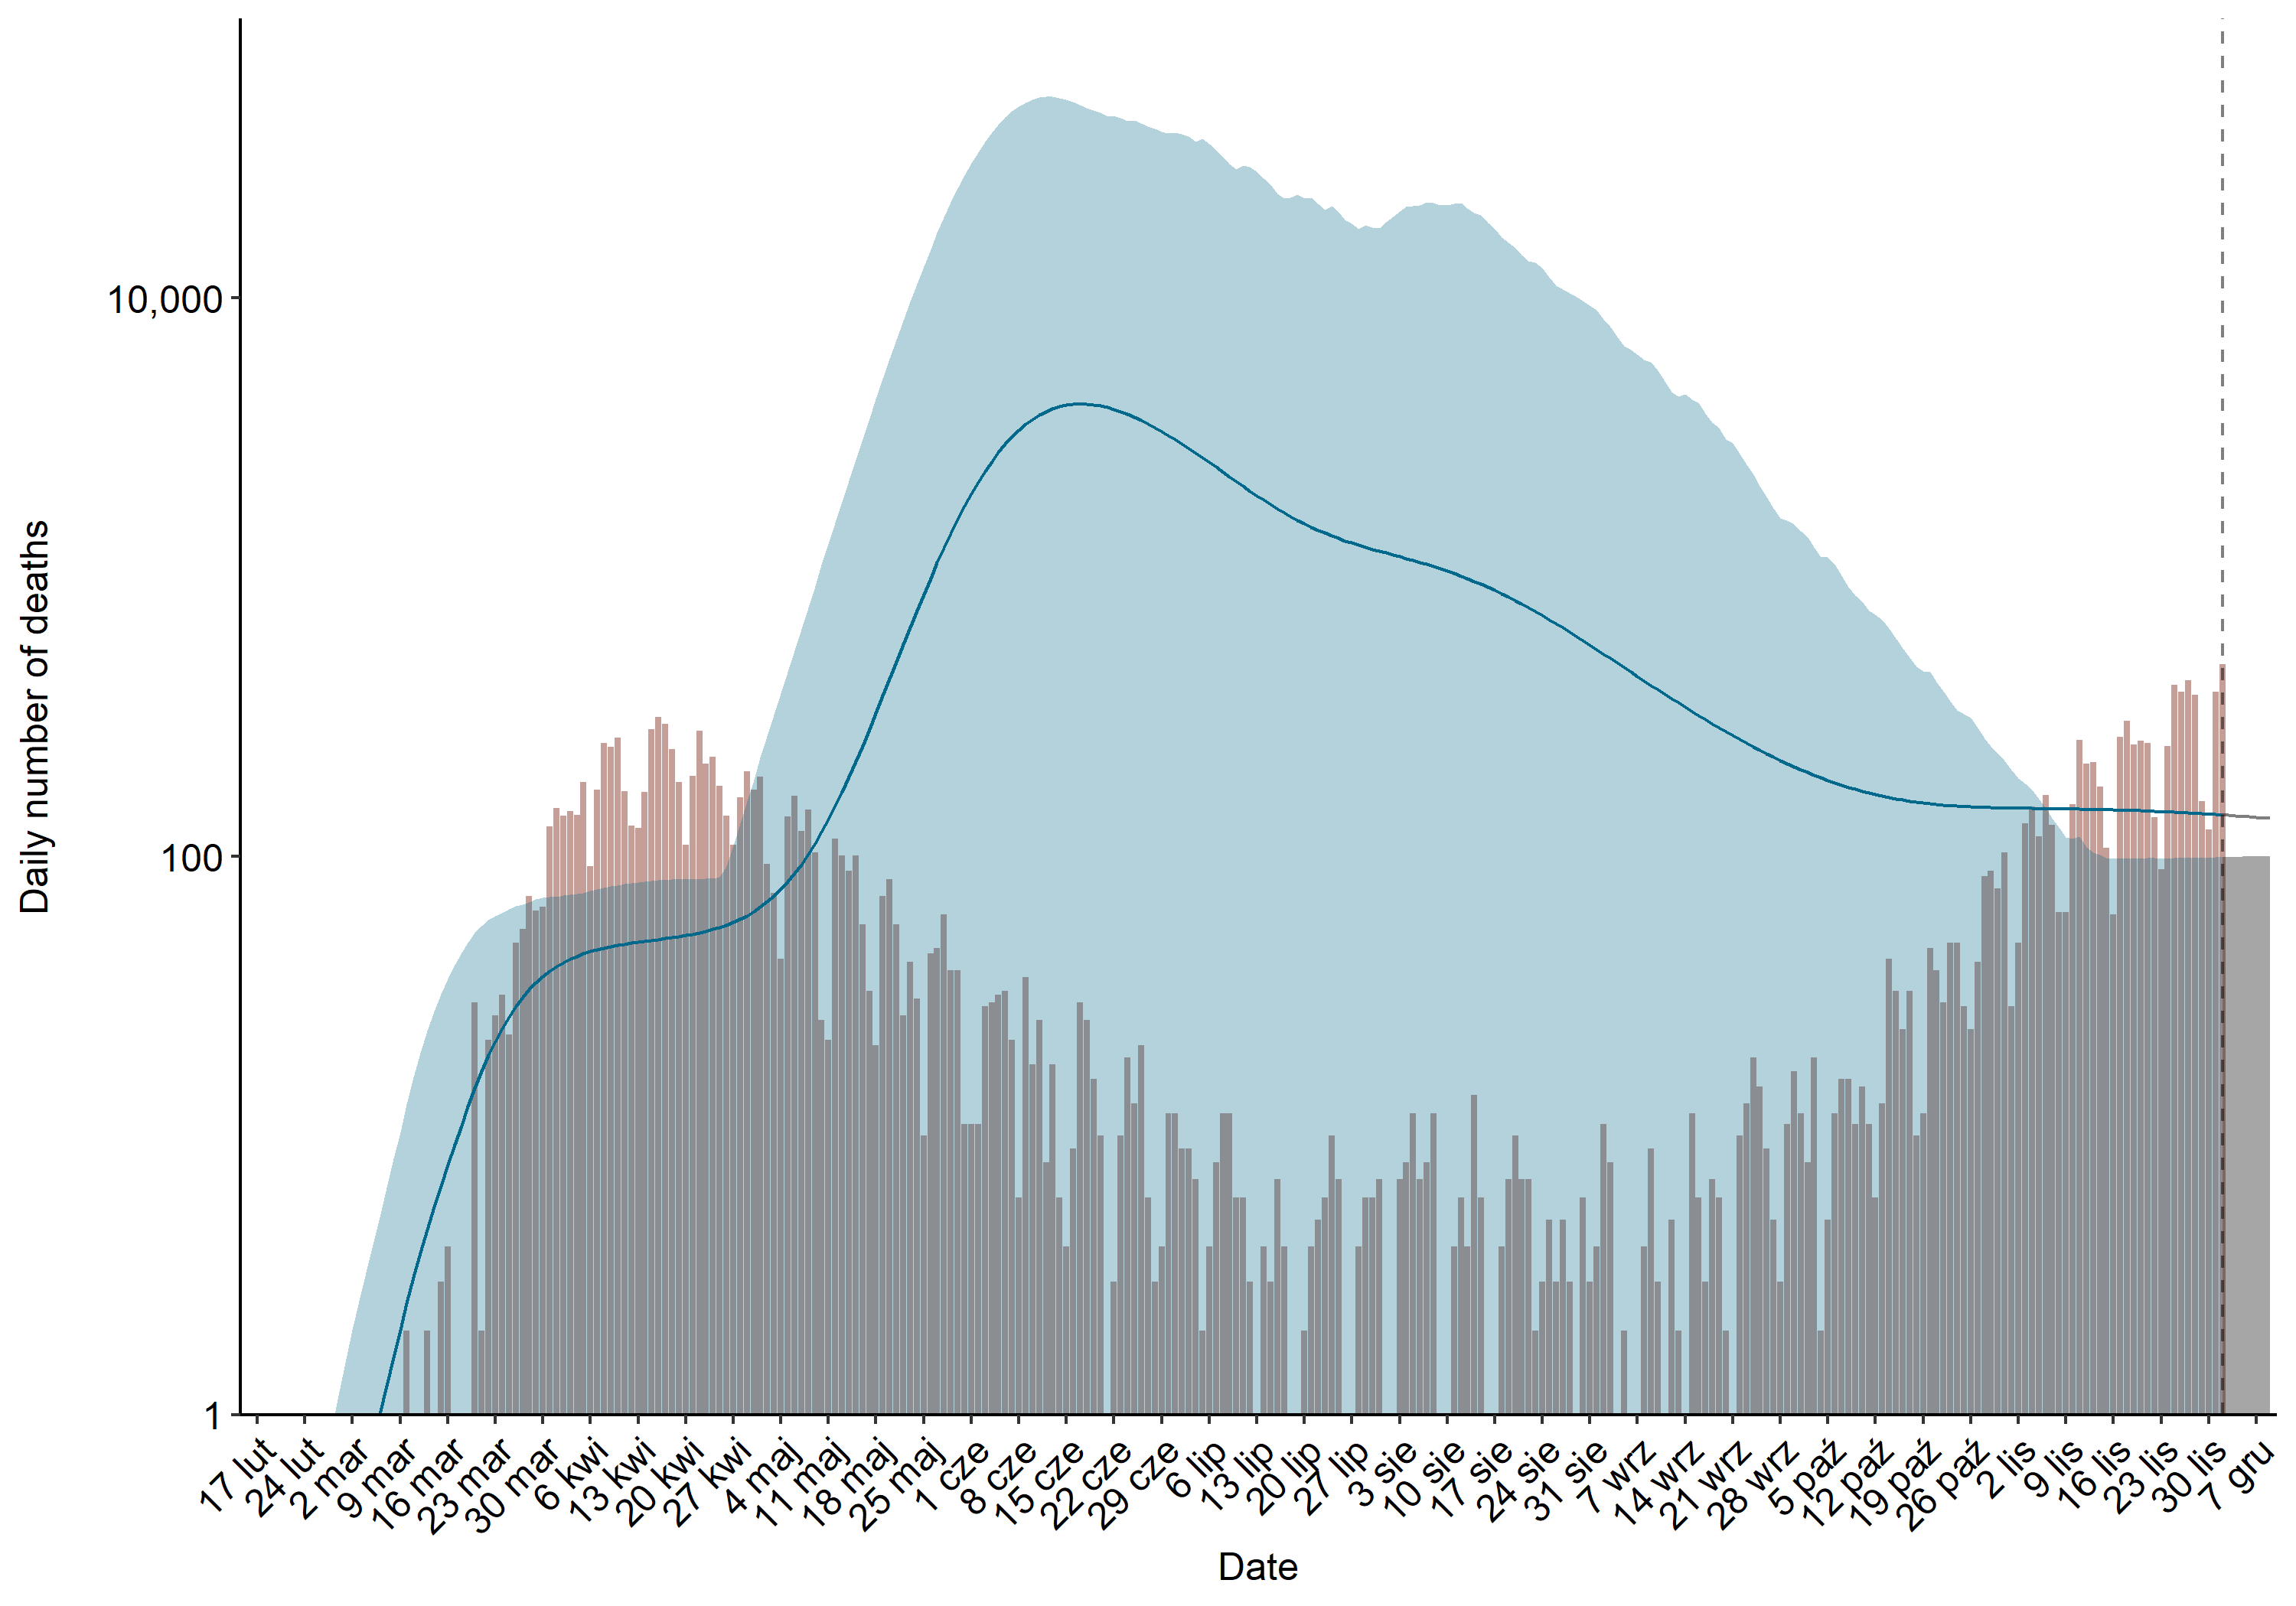 Daily number of deaths
10,000
100
1
17 lut
24 lut
2 mar
9 mar
16 mar
23 mar
30 mar
6 kwi
13 kwi
20 kwi
27 kwi
4 maj
11 maj
18 maj
25 maj
1 cze
8 cze
15 cze
22 cze
29 cze
6 lip
13 lip
20 lip
27 lip
3 sie
10 sie
17 sie
24 sie
31 sie
7 wrz
14 wrz
21 wrz
28 wrz
5 paź
12 paź
19 paź
26 paź
2 lis
9 lis
16 lis
23 lis
30 lis
7 gru
Date